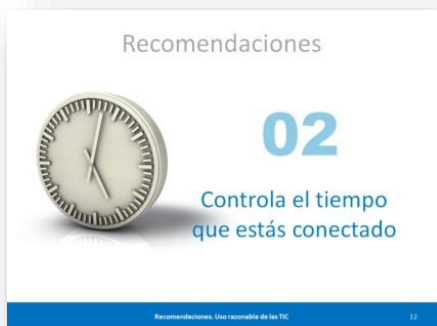 Recomendaciones
02
Controla el tiempo
que estás conectado
Recomendaciones. Uso razonable de las TIC
12